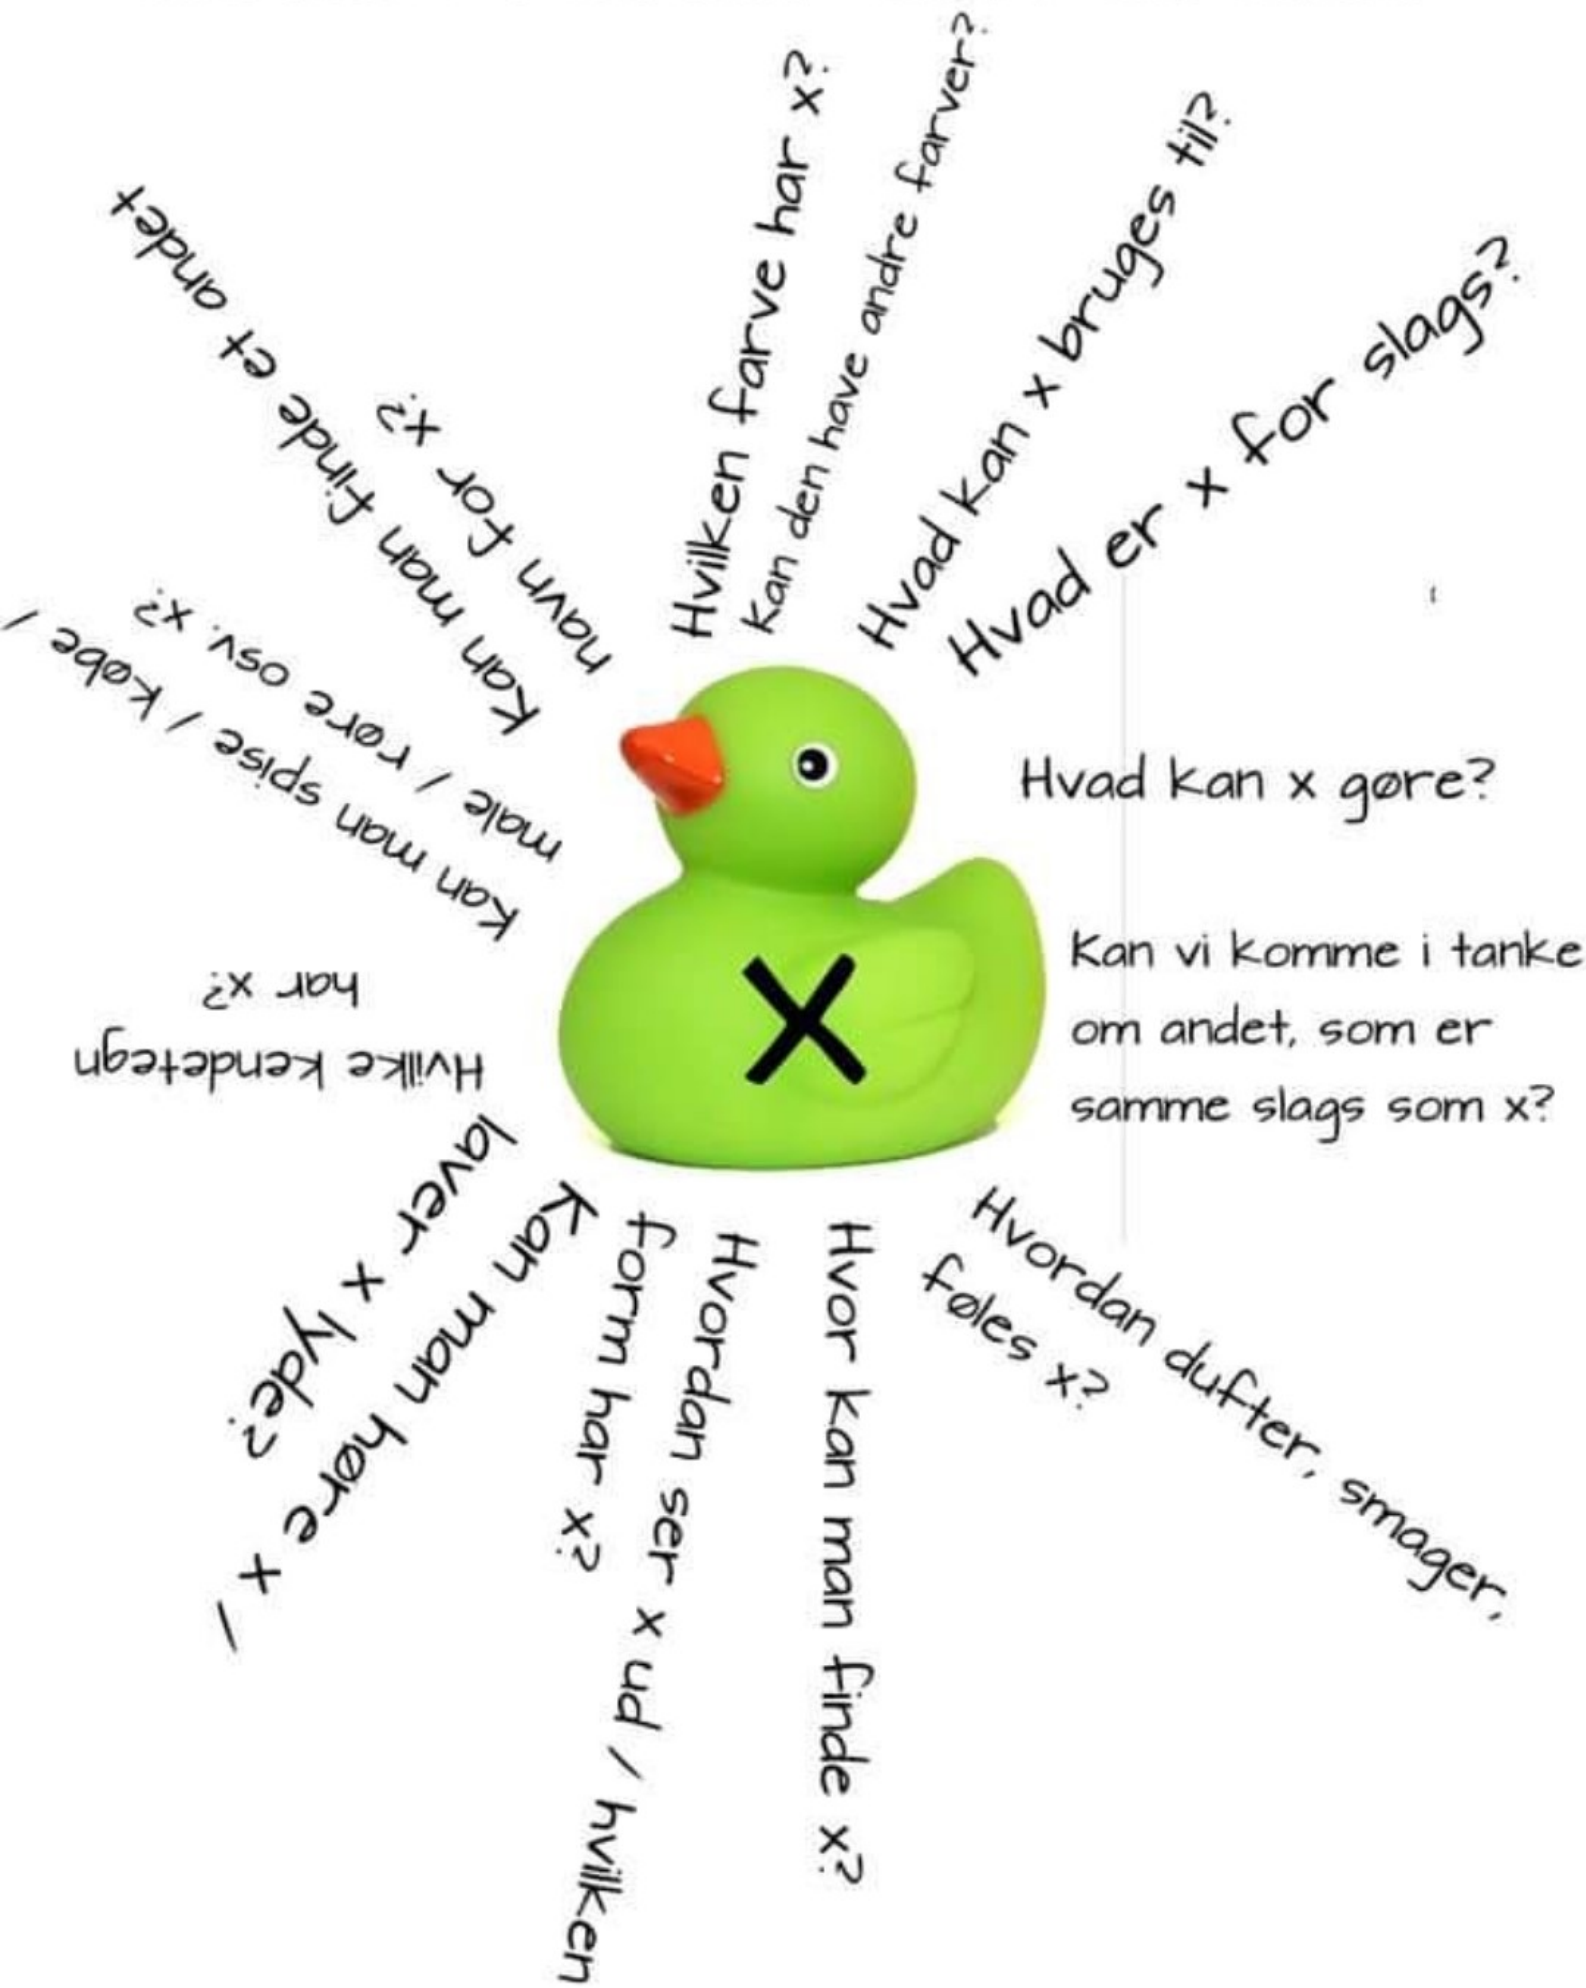 Hvilken farve har x?
Kan den have andre farver?
Hvad kan x bruges til?
Hvad er x for slags?
Hvad kan x gøre?
Kan vi komme i tanke
om andet, som er
samme slags som x?
Hvordan dufter, smager,
føles x?
Hvor kan man finde x?
Hvordan ser x ud / hvilken
form har x?
Kan man høre x /
laver x lyde?
Hvilke kendetegn
har x?
Kan man spise / købe /
male / røre osv. x?
Kan man finde et andet
navn for x?
X